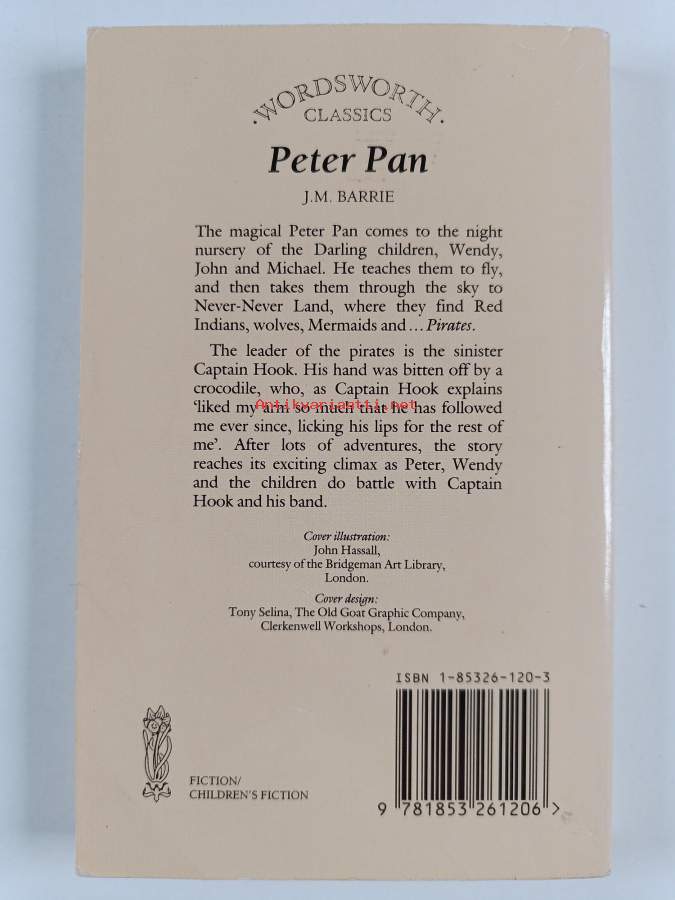 ·WORDSWORTH·
CLASSICS
Peter Pan
J.M. BARRIE
The magical Peter Pan comes to the night
nursery of the Darling children, Wendy,
John and Michael. He teaches them to fly,
and then takes them through the sky to
Never-Never Land, where they find Red
Indians, wolves, Mermaids and ... Pirates.
The leader of the pirates is the sinister
Captain Hook. His hand was bitten off by a
crocodile, who, as Captain Hook explains
‘liked my arm so much that he has followed
Antikvariaatti.net
me ever since, licking his lips for the rest of
me’. After lots of adventures, the story
reaches its exciting climax as Peter, Wendy
and the children do battle with Captain
Hook and his band.
Cover illustration:
John Hassall,
courtesy of the Bridgeman Art Library,
London.
Cover design:
Tony Selina, The Old Goat Graphic Company,
Clerkenwell Workshops, London.
ISBN 1-85326-120-3
FICTION/
CHILDREN'S FICTION
9 781853 261206 >